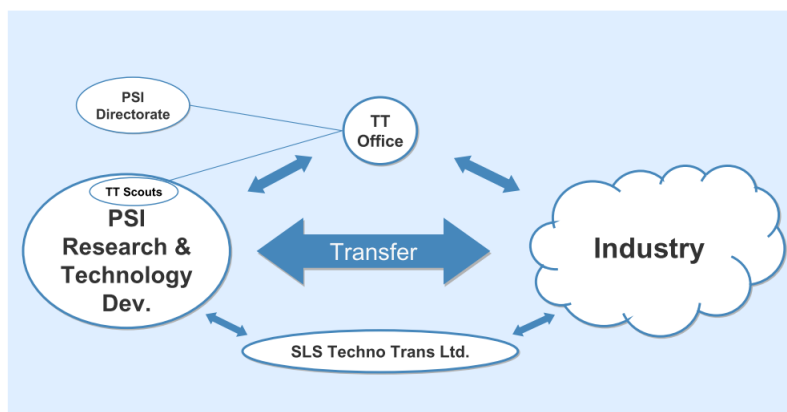 PSI
Directorate
TT
Office
TT Scouts
PSI
Research &
Technology
Dev.
Transfer
Industry
SLS Techno Trans Ltd.